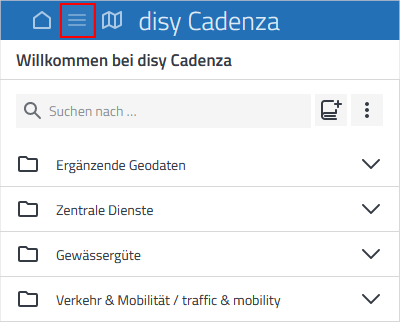 disy Cadenza
Willkommen bei disy Cadenza
Suchen nach ...
Ergänzende Geodaten
Zentrale Dienste
Gewässergüte
Verkehr & Mobilität / traffic & mobility